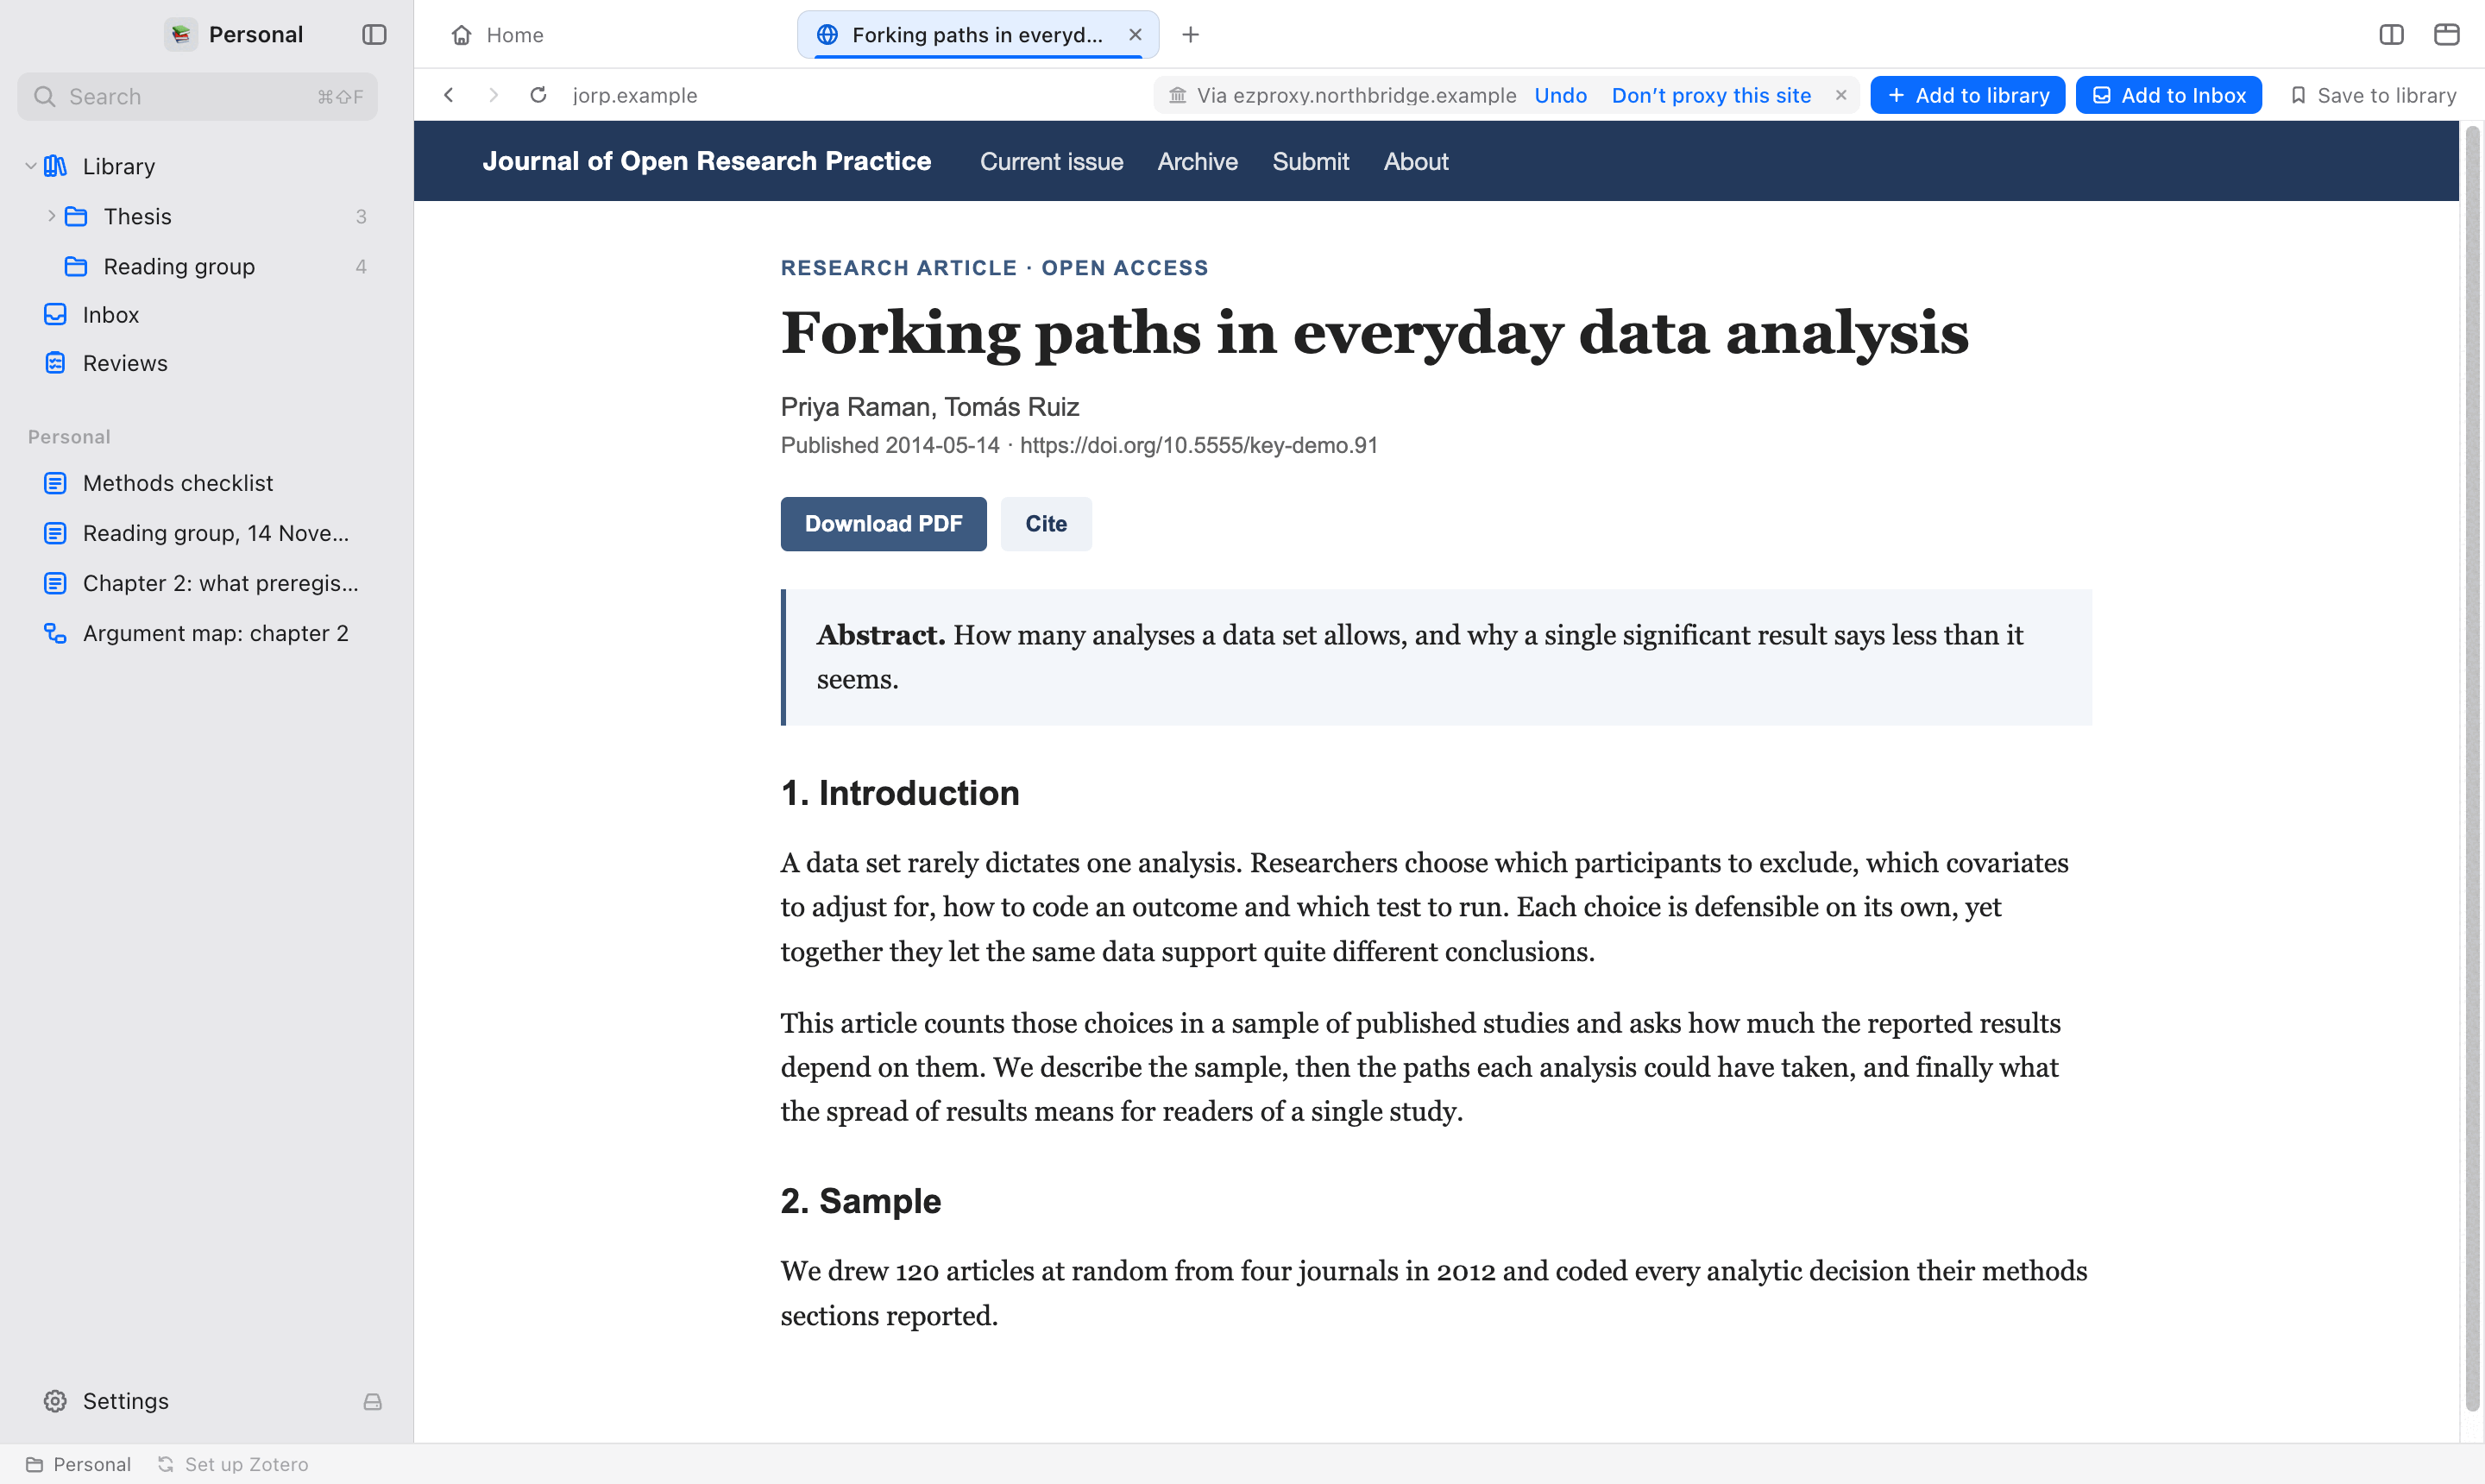 Personal
Search ⌘⇧F
Library
Thesis 3
Reading group 4
Inbox
Reviews
Personal
Methods checklist
Reading group, 14 Nove...
Chapter 2: what preregis...
Argument map: chapter 2
Settings
Personal
Set up Zotero
Home
Forking paths in everyd...
jorp.example
Via ezproxy.northbridge.example Undo Don’t proxy this site
Add to library
Add to Inbox
Save to library
Journal of Open Research Practice Current issue Archive Submit About
RESEARCH ARTICLE · OPEN ACCESS
Forking paths in everyday data analysis
Priya Raman, Tomás Ruiz
Published 2014-05-14 · https://doi.org/10.5555/key-demo.91
Download PDF
Cite
Abstract. How many analyses a data set allows, and why a single significant result says less than it
seems.
1. Introduction
A data set rarely dictates one analysis. Researchers choose which participants to exclude, which covariates
to adjust for, how to code an outcome and which test to run. Each choice is defensible on its own, yet
together they let the same data support quite different conclusions.
This article counts those choices in a sample of published studies and asks how much the reported results
depend on them. We describe the sample, then the paths each analysis could have taken, and finally what
the spread of results means for readers of a single study.
2. Sample
We drew 120 articles at random from four journals in 2012 and coded every analytic decision their methods
sections reported.